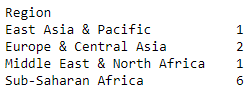 Region
East Asia & Pacific 1
Europe & Central Asia 2
Middle East & North Africa 1
Sub-Saharan Africa 6